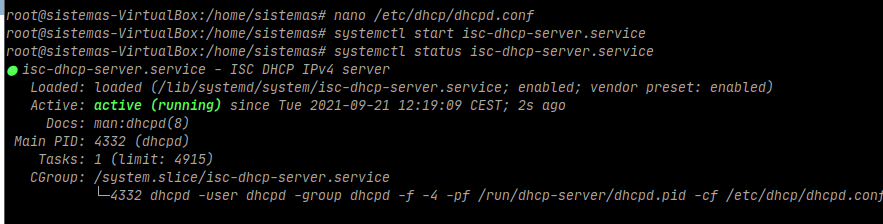 root@sistemas-VirtualBox:/home/sistemas# nano /etc/dhcp/dhcpd.conf
root@sistemas-VirtualBox:/home/sistemas# systemctl start isc-dhcp-server.service
root@sistemas-VirtualBox:/home/sistemas# systemctl status isc-dhcp-server.service
● isc-dhcp-server.service - ISC DHCP IPv4 server
Loaded: loaded (/lib/systemd/system/isc-dhcp-server.service; enabled; vendor preset: enabled)
Active: active (running) since Tue 2021-09-21 12:19:09 CEST; 2s ago
Docs: man:dhcpd(8)
Main PID: 4332 (dhcpd)
Tasks: 1 (limit: 4915)
CGroup: /system.slice/isc-dhcp-server.service
└─4332 dhcpd -user dhcpd -group dhcpd -f -4 -pf /run/dhcp-server/dhcpd.pid -cf /etc/dhcp/dhcpd.conf